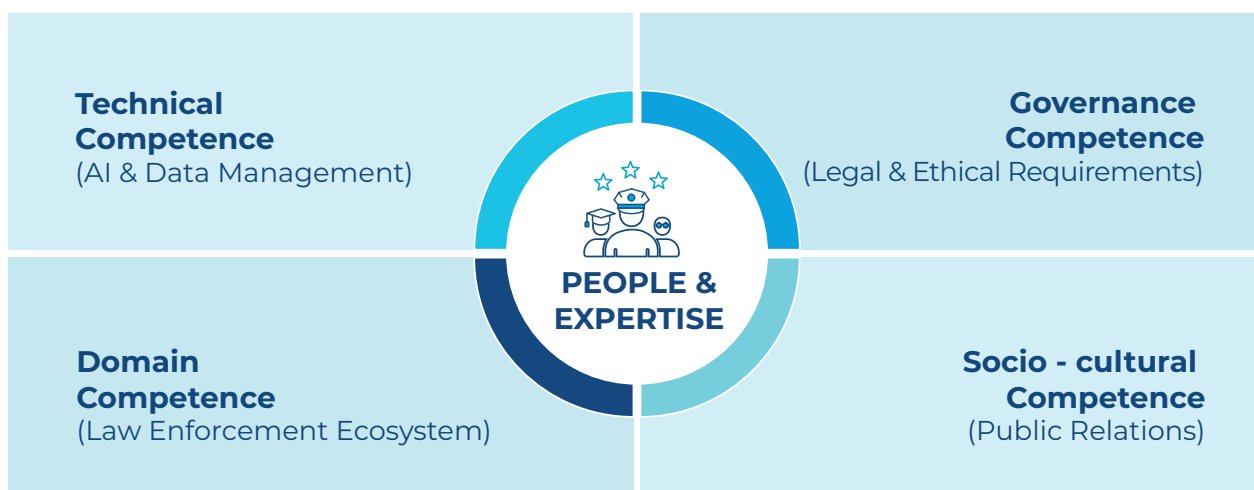 Technical
Competence
(AI & Data Management)
Governance
Competence
(Legal & Ethical Requirements)
PEOPLE &
EXPERTISE
Domain
Competence
(Law Enforcement Ecosystem)
Socio - cultural
Competence
(Public Relations)